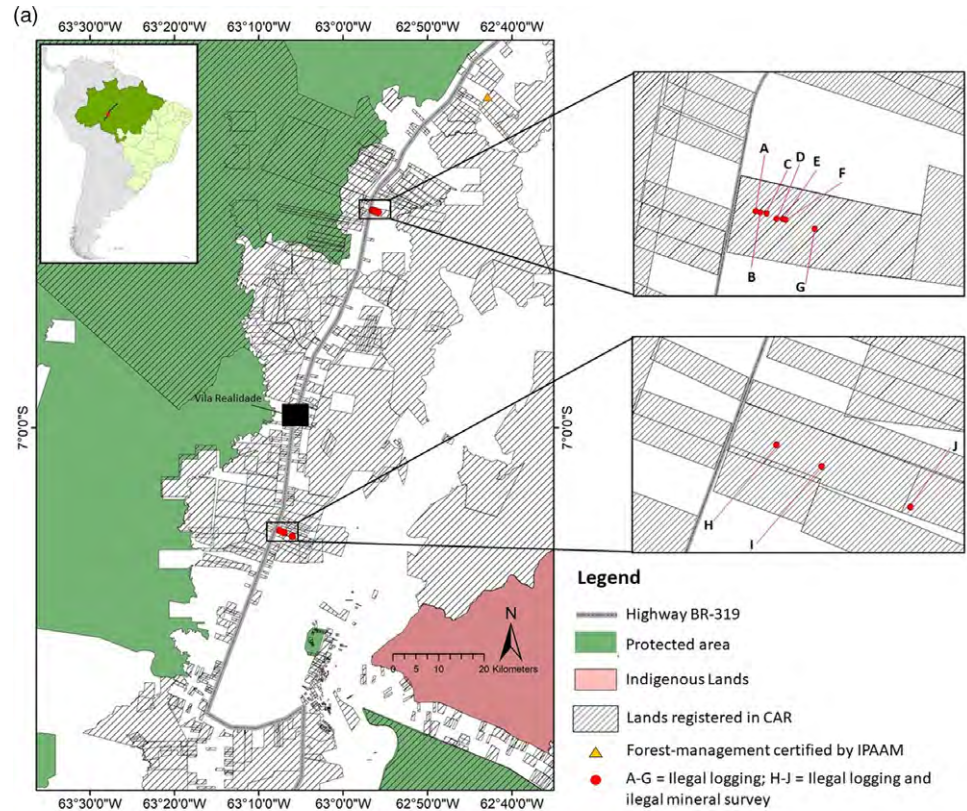 (a)
63°30'0"W 63°20'0"W 63°10'0"W 63°00'0"W 62°50'0"W 62°40'0"W
A
C
D
E
F
B
G
Vila Realidade
7°0'0"S
7°0'0"S
J
H
I
N
0 5 10 20 Kilometers
Legend
Highway BR-319
Protected area
Indigenous Lands
Lands registered in CAR
Forest-management certified by IPAAM
A-G = Ilegal logging; H-J = Ilegal logging and
ilegal mineral survey
63°30'0"W 63°20'0"W 63°10'0"W 63°00'0"W 62°50'0"W 62°40'0"W